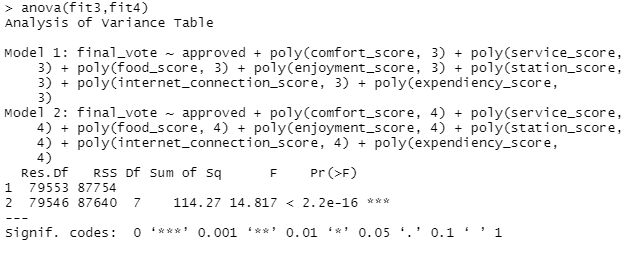 > anova(fit3,fit4)
Analysis of Variance Table

Model 1: final_vote ~ approved + poly(comfort_score, 3) + poly(service_score,
    3) + poly(food_score, 3) + poly(enjoyment_score, 3) + poly(station_score,
    3) + poly(internet_connection_score, 3) + poly(expendiency_score,
    3)
Model 2: final_vote ~ approved + poly(comfort_score, 4) + poly(service_score,
    4) + poly(food_score, 4) + poly(enjoyment_score, 4) + poly(station_score,
    4) + poly(internet_connection_score, 4) + poly(expendiency_score,
    4)
  Res.Df   RSS Df Sum of Sq      F    Pr(>F)
1  79553 87754
2  79546 87640  7    114.27 14.817 < 2.2e-16 ***
---
Signif. codes:  0 ‘***’ 0.001 ‘**’ 0.01 ‘*’ 0.05 ‘.’ 0.1 ‘ ’ 1